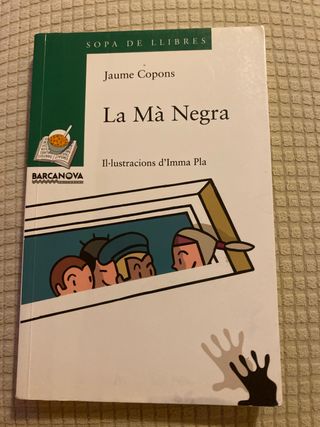 SOPA DE LLIBRES
Jaume Copons
La Mà Negra
Il·lustracions d'Imma Pla
BARCANOVA